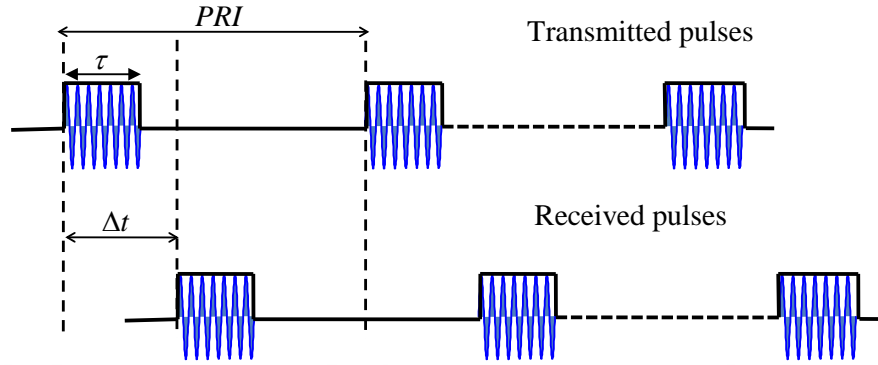 PRI
Transmitted pulses
τ
Received pulses
Δt